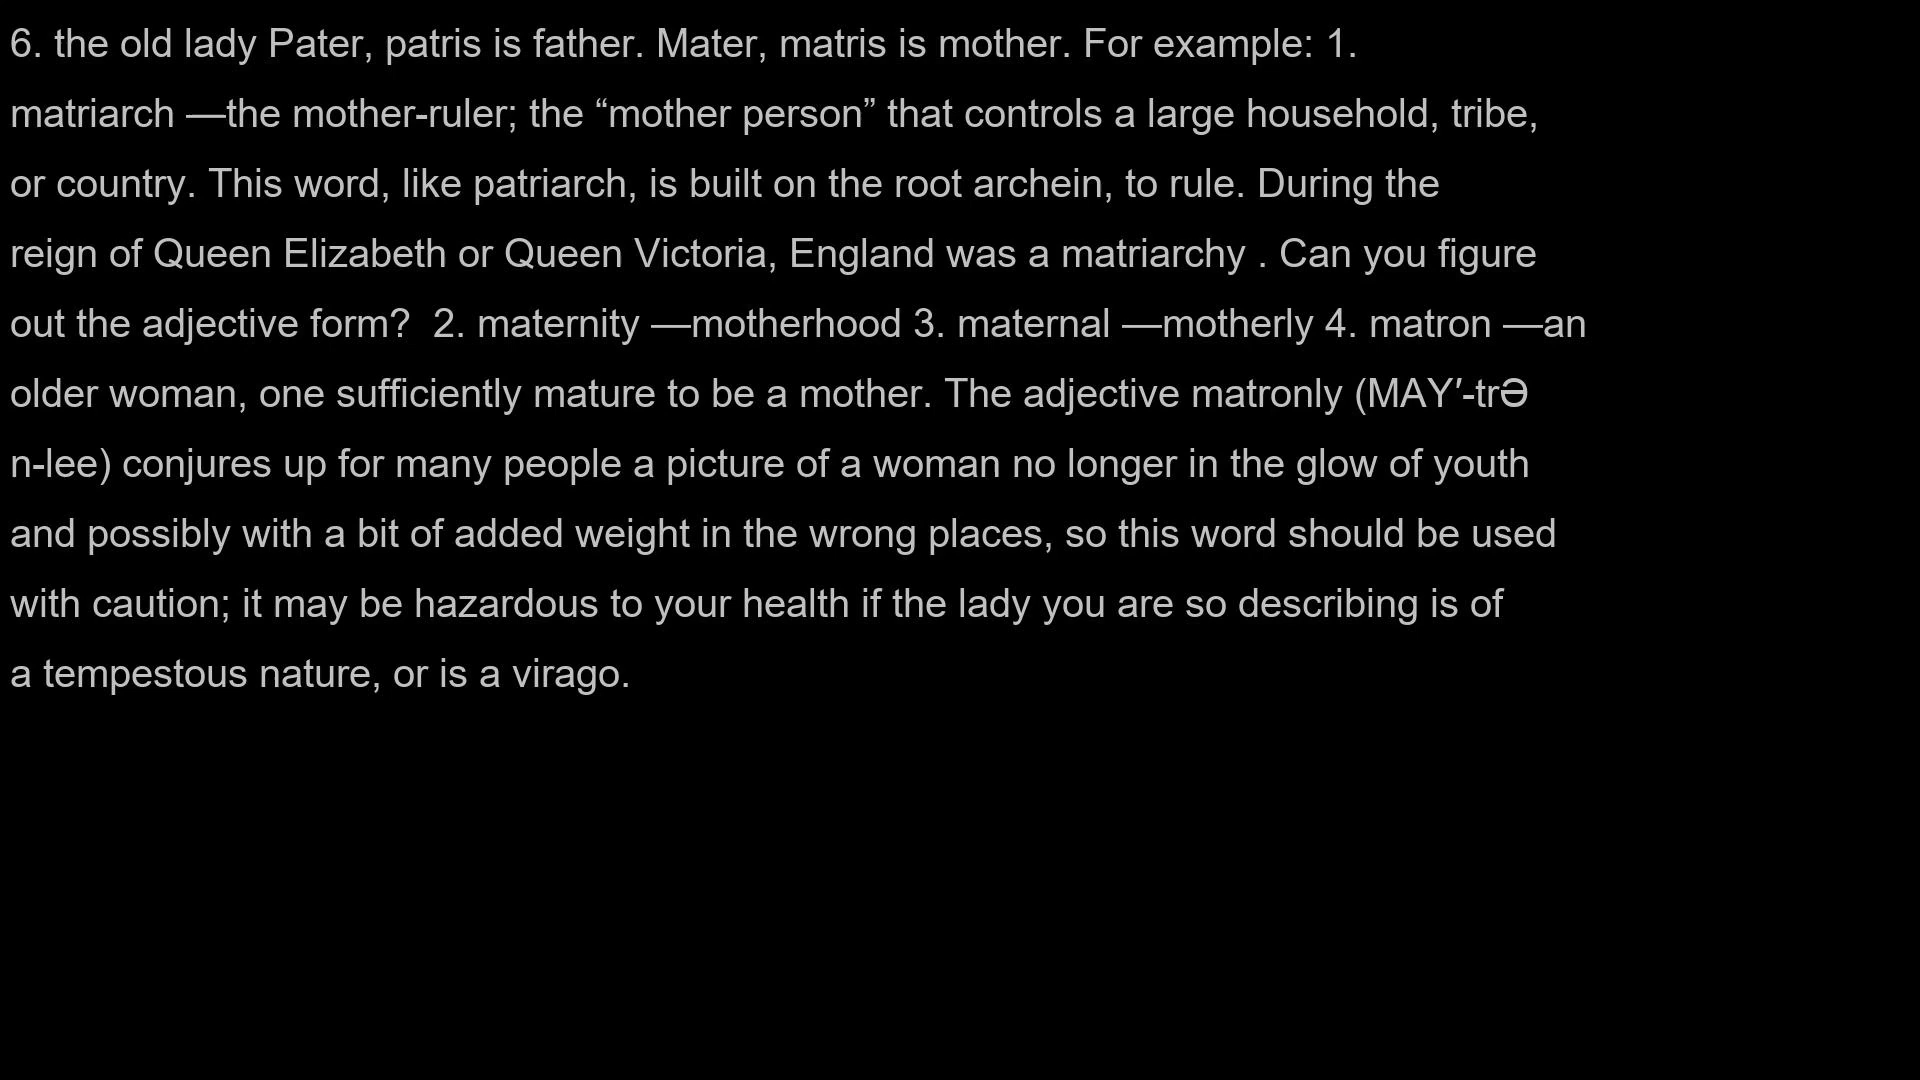 6. the old lady Pater, patris is father. Mater, matris is mother. For example: 1.
matriarch —the mother-ruler; the “mother person” that controls a large household, tribe,
or country. This word, like patriarch, is built on the root archein, to rule. During the
reign of Queen Elizabeth or Queen Victoria, England was a matriarchy . Can you figure
out the adjective form?  2. maternity —motherhood 3. maternal —motherly 4. matron —an
older woman, one sufficiently mature to be a mother. The adjective matronly (MAY′-trƏ
n-lee) conjures up for many people a picture of a woman no longer in the glow of youth
and possibly with a bit of added weight in the wrong places, so this word should be used
with caution; it may be hazardous to your health if the lady you are so describing is of
a tempestous nature, or is a virago.